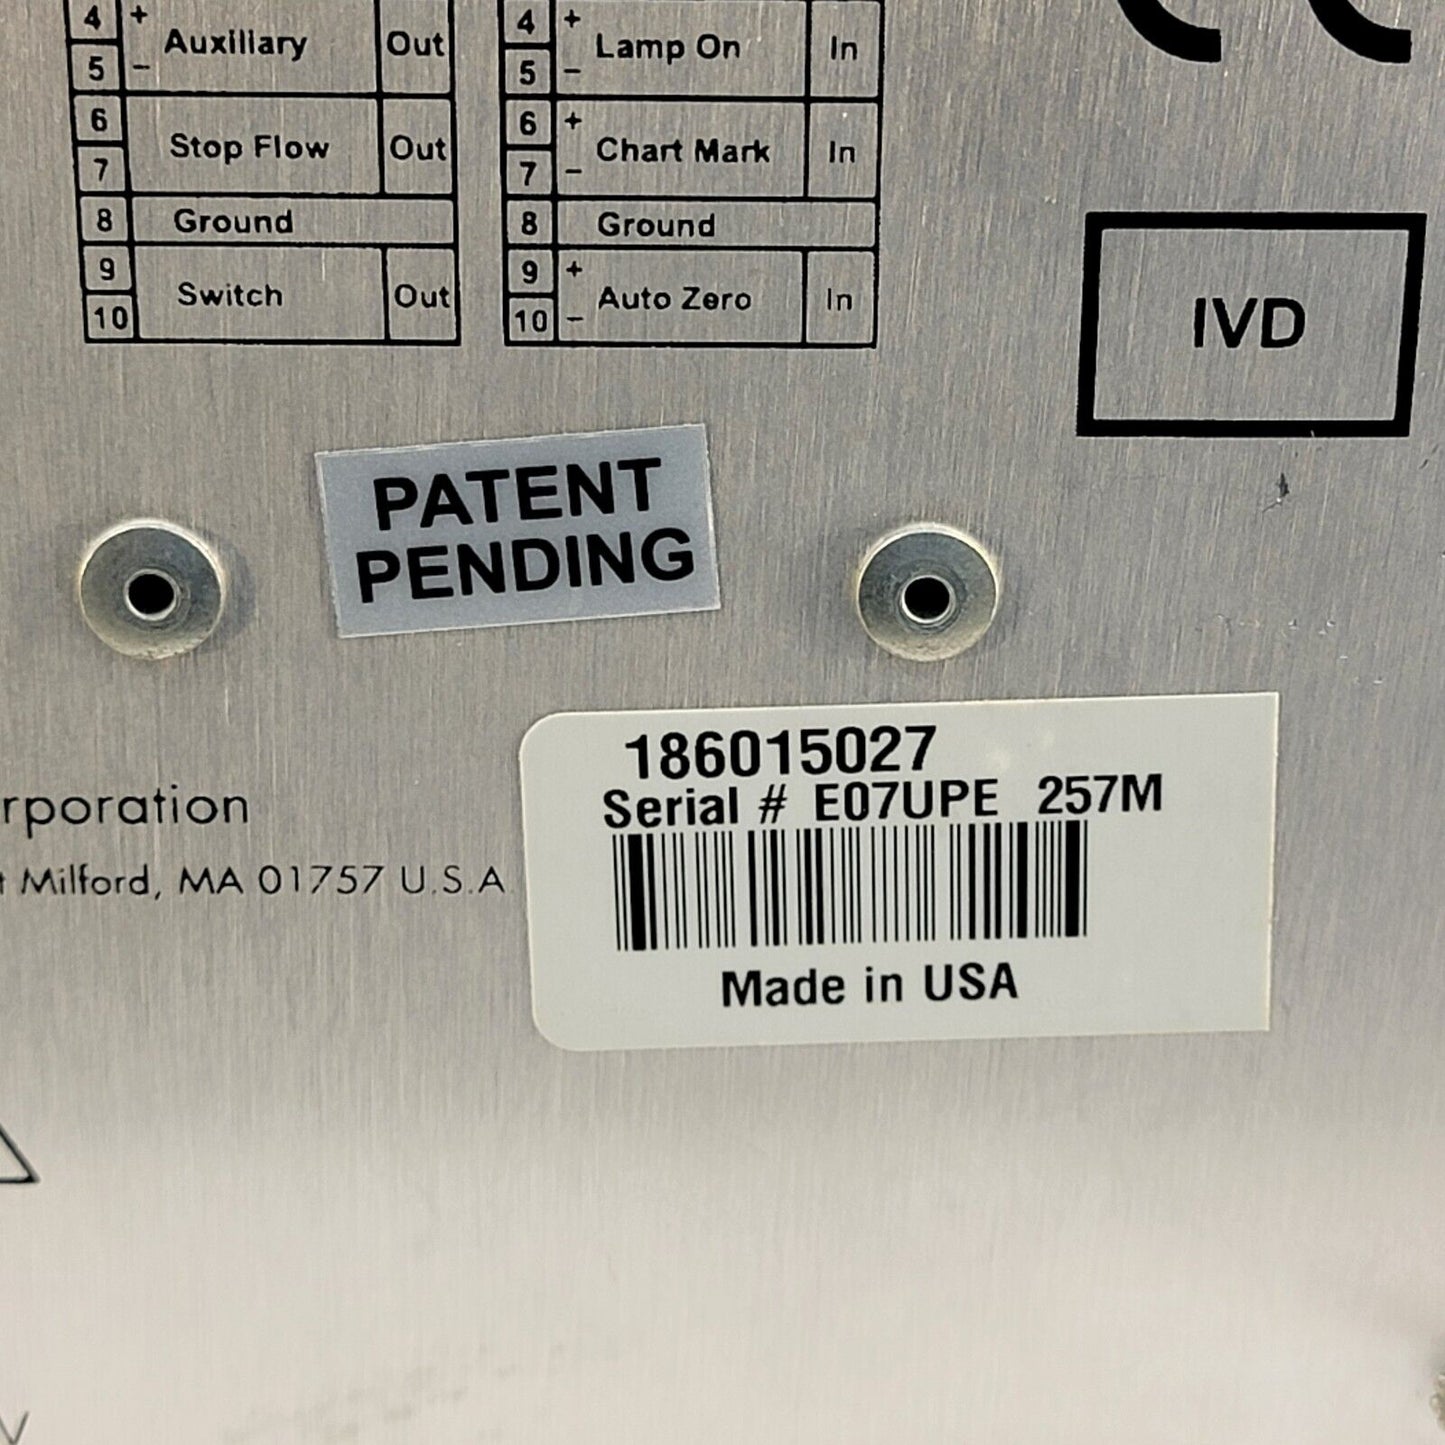 4 + Auxiliary Out
5 −
6 Stop Flow Out
7
8 Ground
9 Switch Out
10
4 + Lamp On In
5 −
6 + Chart Mark In
7 −
8 Ground
9 + Auto Zero In
10 −
CE
IVD
PATENT
PENDING
rporation
t Milford, MA 01757 U.S.A
186015027
Serial # E07UPE 257M
Made in USA
V